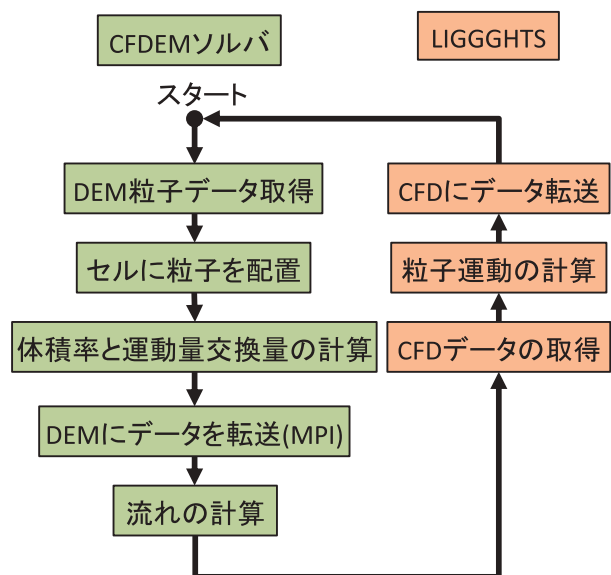 CFDEMソルバ
LIGGGHTS
スタート
DEM粒子データ取得
セルに粒子を配置
体積率と運動量交換量の計算
DEMにデータを転送(MPI)
流れの計算
CFDにデータ転送
粒子運動の計算
CFDデータの取得